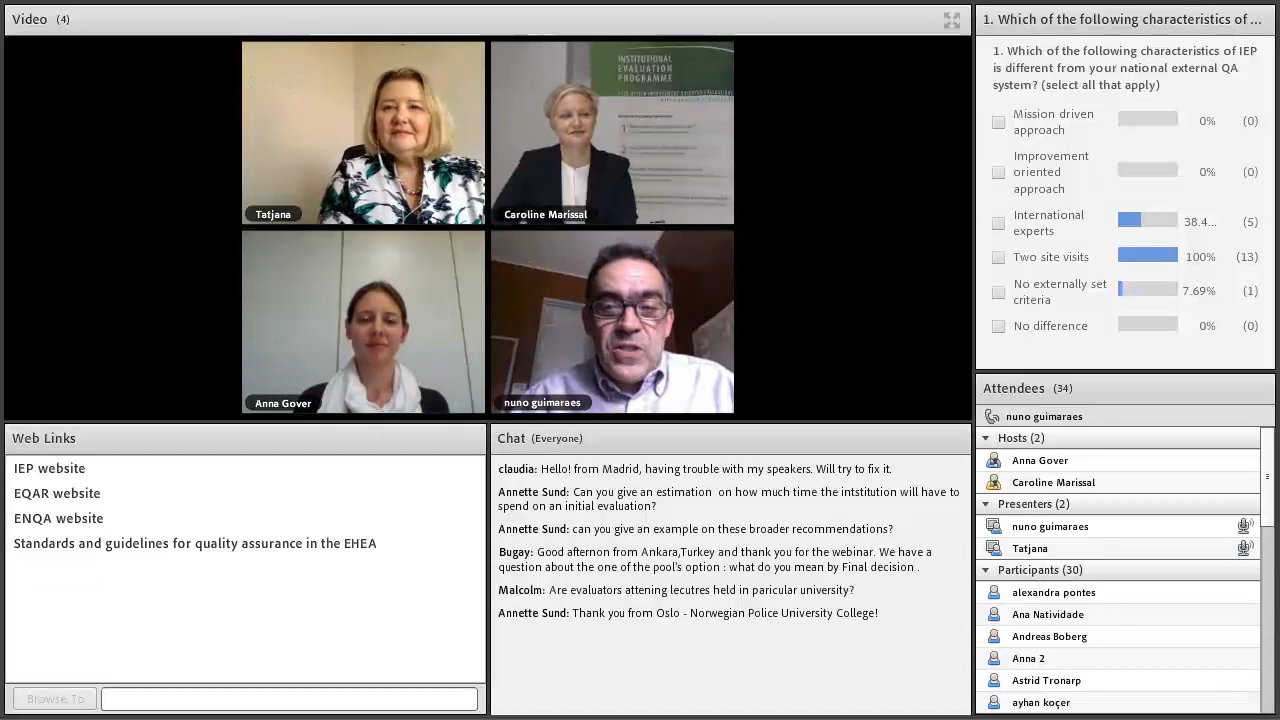 Video (4)
INSTITUTIONAL
EVALUATION
PROGRAMME
Tatjana
Caroline Marissal
Anna Gover
nuno guimaraes
Web Links
IEP website
EQAR website
ENQA website
Standards and guidelines for quality assurance in the EHEA
Browse To
Chat (Everyone)
claudia: Hello! from Madrid, having trouble with my speakers. Will try to fix it.
Annette Sund: Can you give an estimation on how much time the intstitution will have to
spend on an initial evaluation?
Annette Sund: can you give an example on these broader recommendations?
Bugay: Good afternoon from Ankara,Turkey and thank you for the webinar. We have a
question about the one of the pool's option : what do you mean by Final decision .
Malcolm: Are evaluators attening lecutres held in paricular university?
Annette Sund: Thank you from Oslo - Norwegian Police University College!
1. Which of the following characteristics of ...
1. Which of the following characteristics of IEP
is different from your national external QA
system? (select all that apply)
Mission driven
approach 0% (0)
Improvement
oriented
approach 0% (0)
International
experts 38.4... (5)
Two site visits 100% (13)
No externally set
criteria 7.69% (1)
No difference 0% (0)
Attendees (34)
nuno guimaraes
Hosts (2)
Anna Gover
Caroline Marissal
Presenters (2)
nuno guimaraes
Tatjana
Participants (30)
alexandra pontes
Ana Natividade
Andreas Boberg
Anna 2
Astrid Tronarp
ayhan koçer